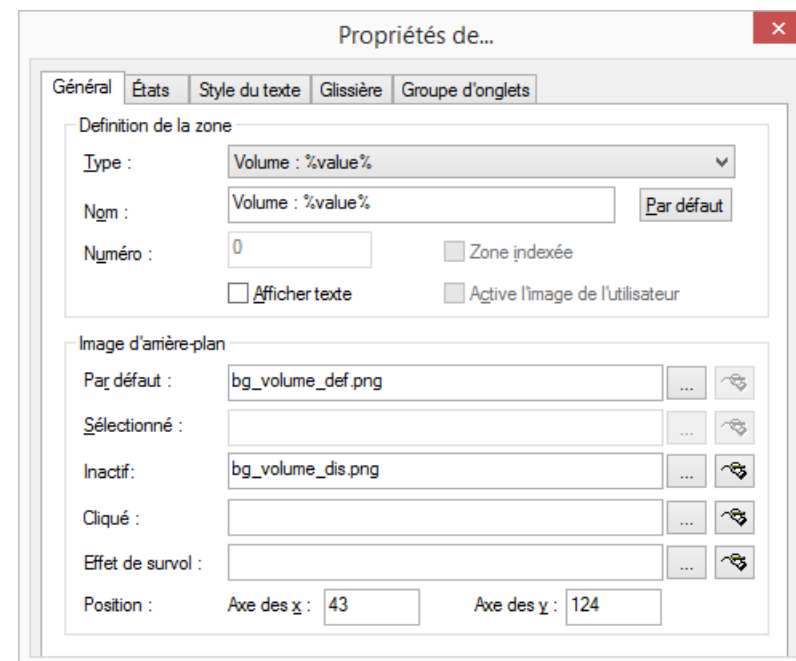 Propriétés de...
Général États Style du texte Glissière Groupe d'onglets
Definition de la zone
Type : Volume : %value%
Nom : Volume : %value% Par défaut
Numéro : 0 Zone indexée
Afficher texte Active l'image de l'utilisateur
Image d'arrière-plan
Par défaut : bg_volume_def.png ...
Sélectionné : ...
Inactif: bg_volume_dis.png ...
Cliqué : ...
Effet de survol : ...
Position : Axe des x : 43 Axe des y : 124